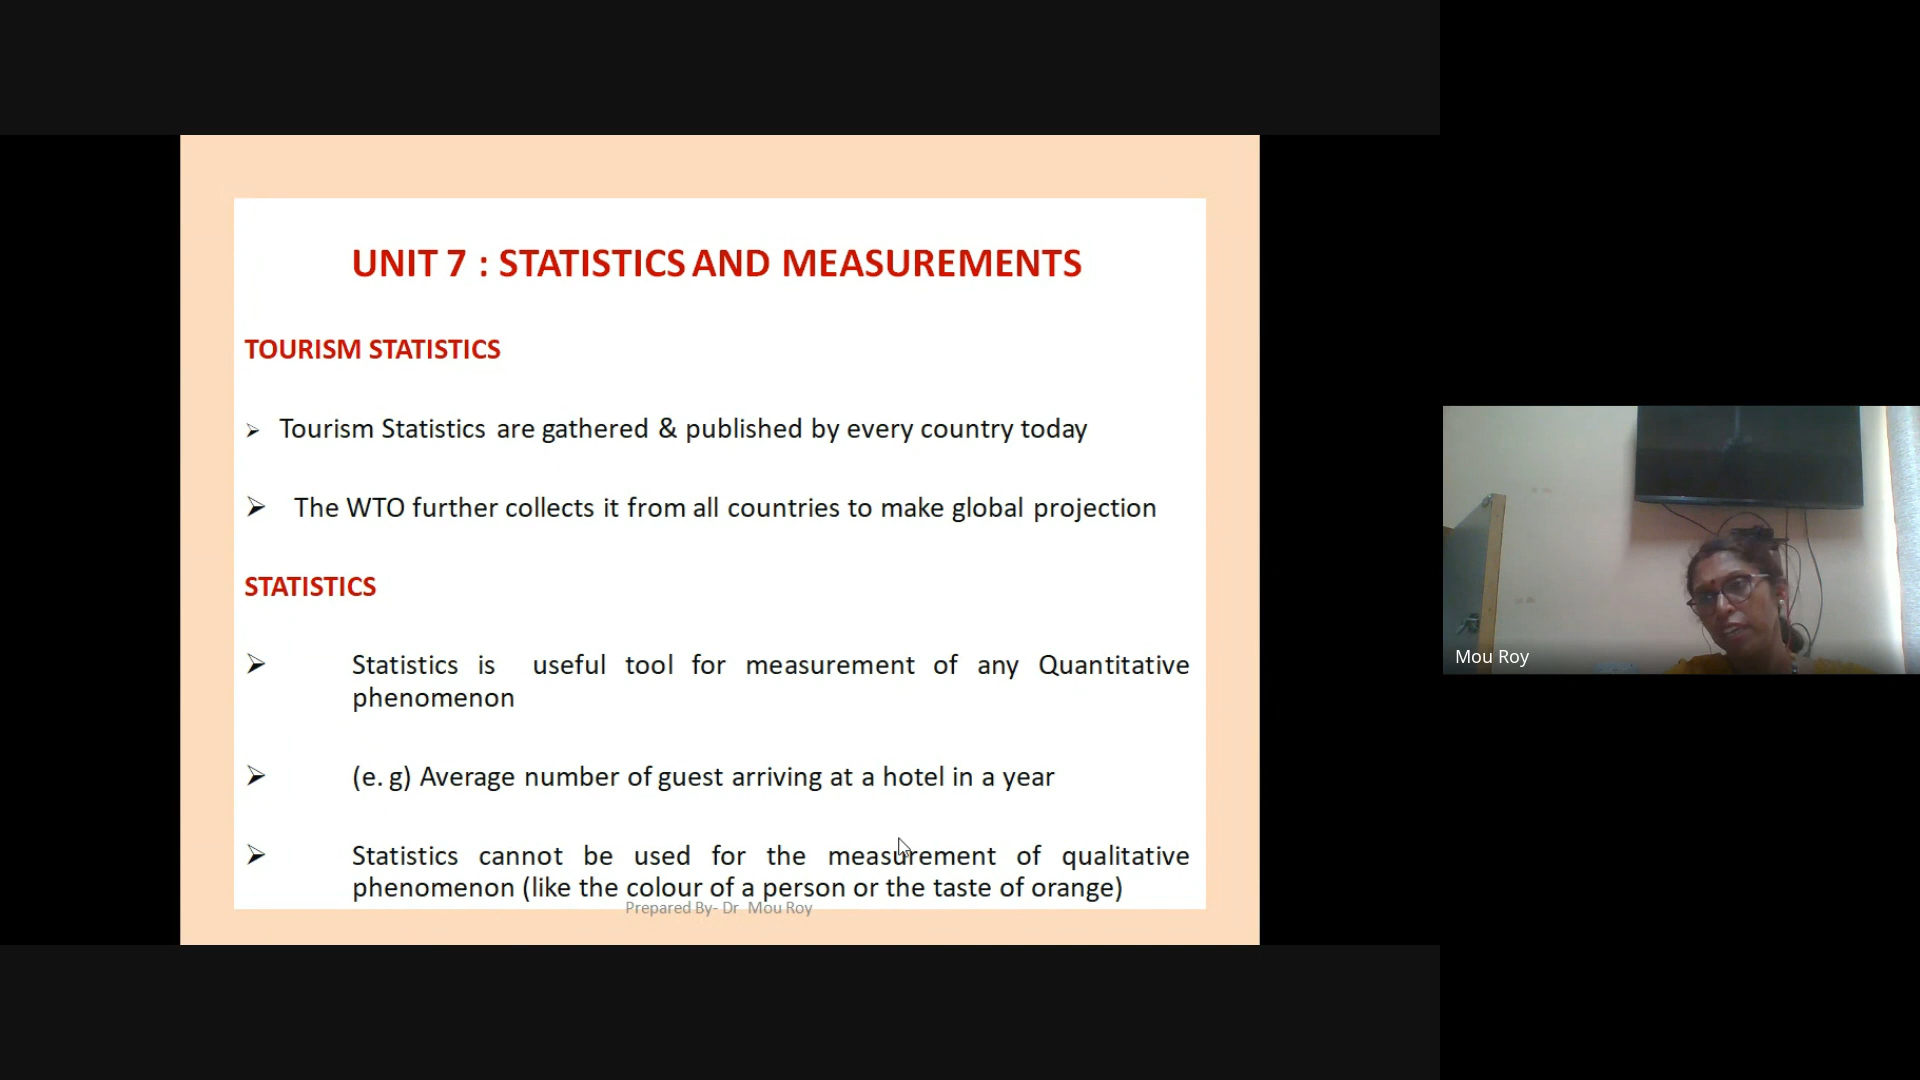 UNIT 7 : STATISTICS AND MEASUREMENTS
TOURISM STATISTICS
➢ Tourism Statistics are gathered & published by every country today
➢ The WTO further collects it from all countries to make global projection
STATISTICS
➢ Statistics is useful tool for measurement of any Quantitative
phenomenon
➢ (e. g) Average number of guest arriving at a hotel in a year
➢ Statistics cannot be used for the measurement of qualitative
phenomenon (like the colour of a person or the taste of orange)
Prepared By- Dr Mou Roy
Mou Roy